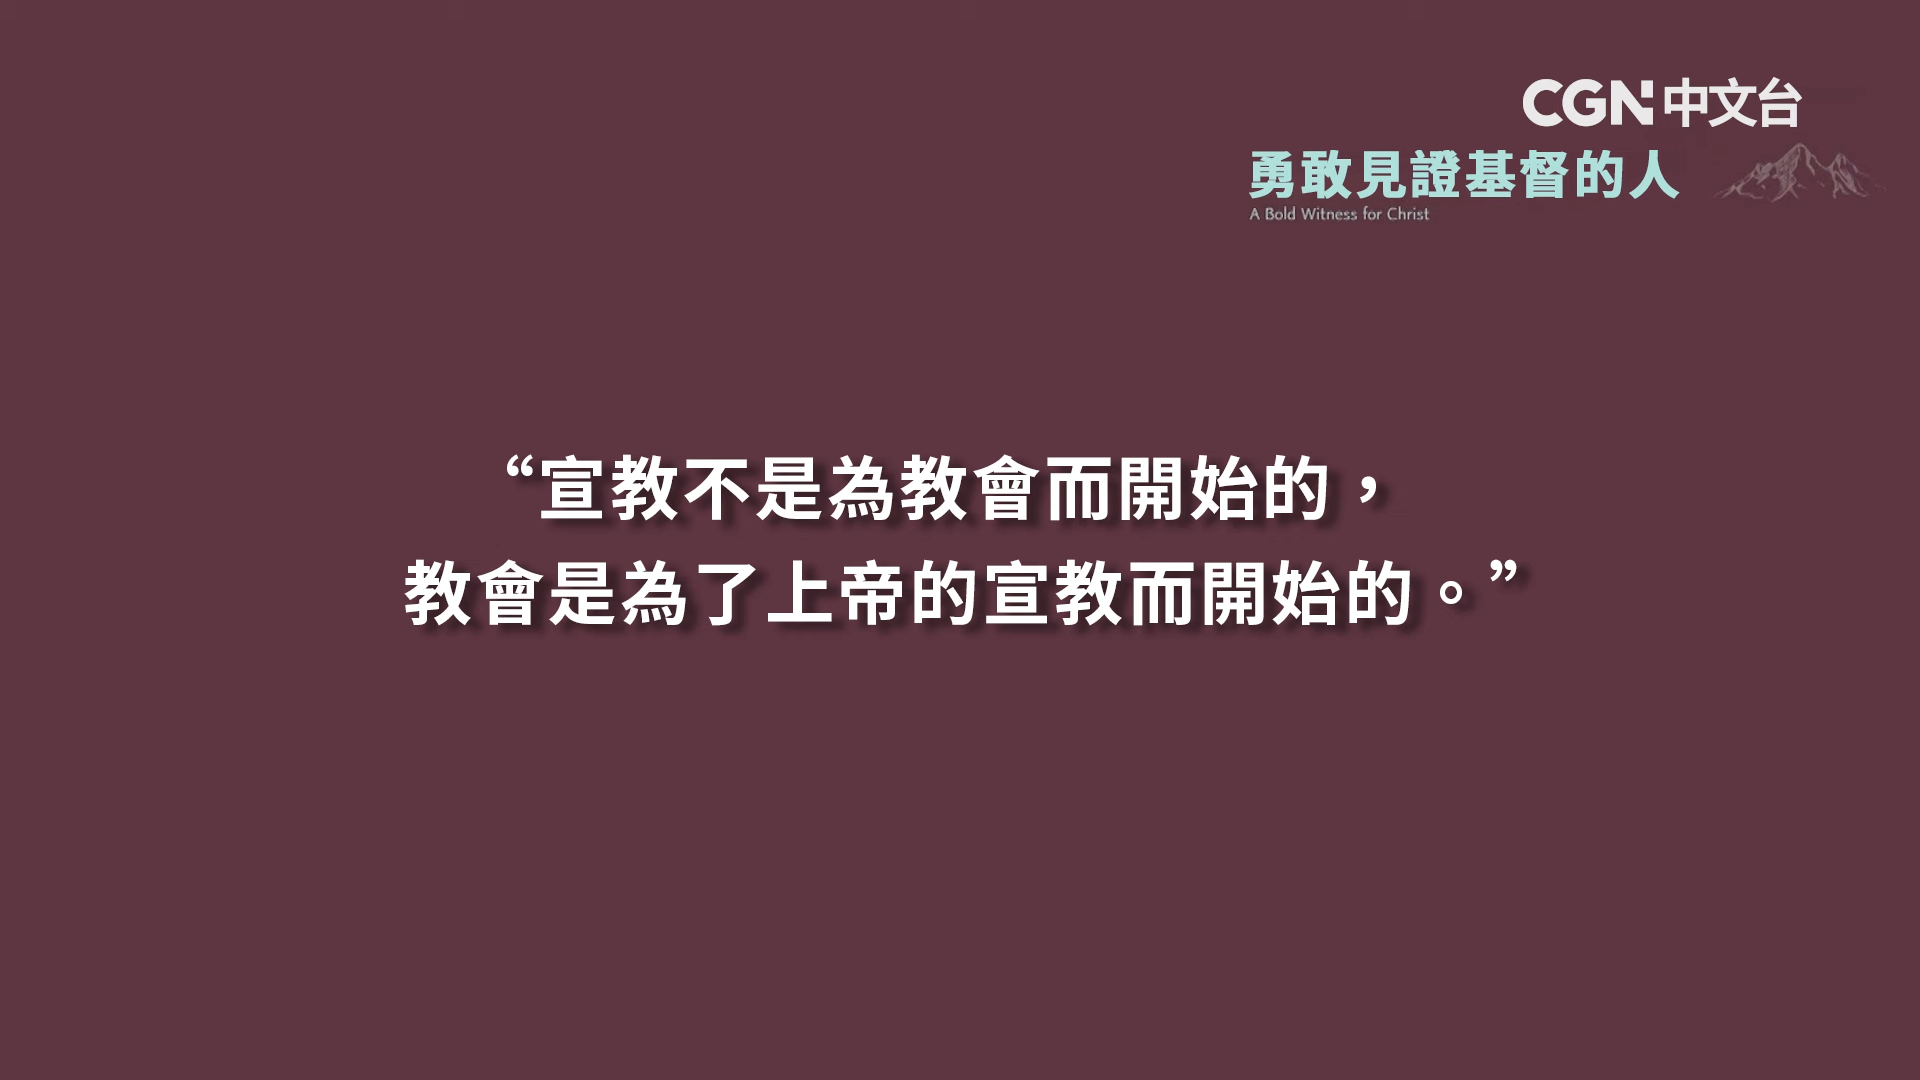 CGN中文台
勇敢見證基督的人
A Bold Witness for Christ
“宣教不是為教會而開始的，
教會是為了上帝的宣教而開始的。”